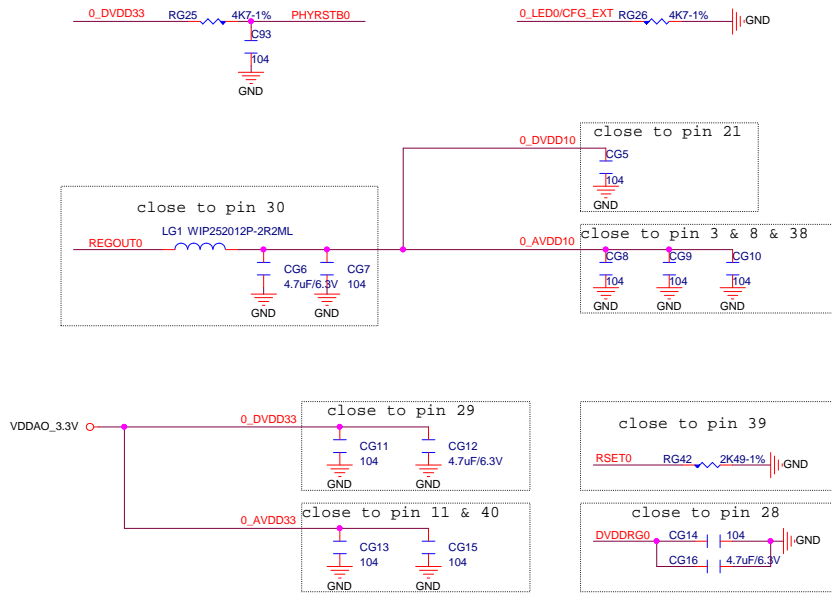 0_DVDD33 RG25 4K7-1% PHYRSTB0
C93
104
GND
0_LED0/CFG_EXT RG26 4K7-1%
GND
close to pin 21
0_DVDD10
CG5
104
GND
close to pin 30
LG1 WIP252012P-2R2ML
REGOUT0
CG6
4.7uF/6.3V
GND
CG7
104
GND
close to pin 3 & 8 & 38
0_AVDD10
CG8
104
GND
CG9
104
GND
CG10
104
GND
VDDAO_3.3V
close to pin 29
0_DVDD33
CG11
104
GND
CG12
4.7uF/6.3V
GND
close to pin 11 & 40
0_AVDD33
CG13
104
GND
CG15
104
GND
close to pin 39
RSET0 RG42 2K49-1%
GND
close to pin 28
DVDDRG0 CG14 104
GND
CG16 4.7uF/6.3V